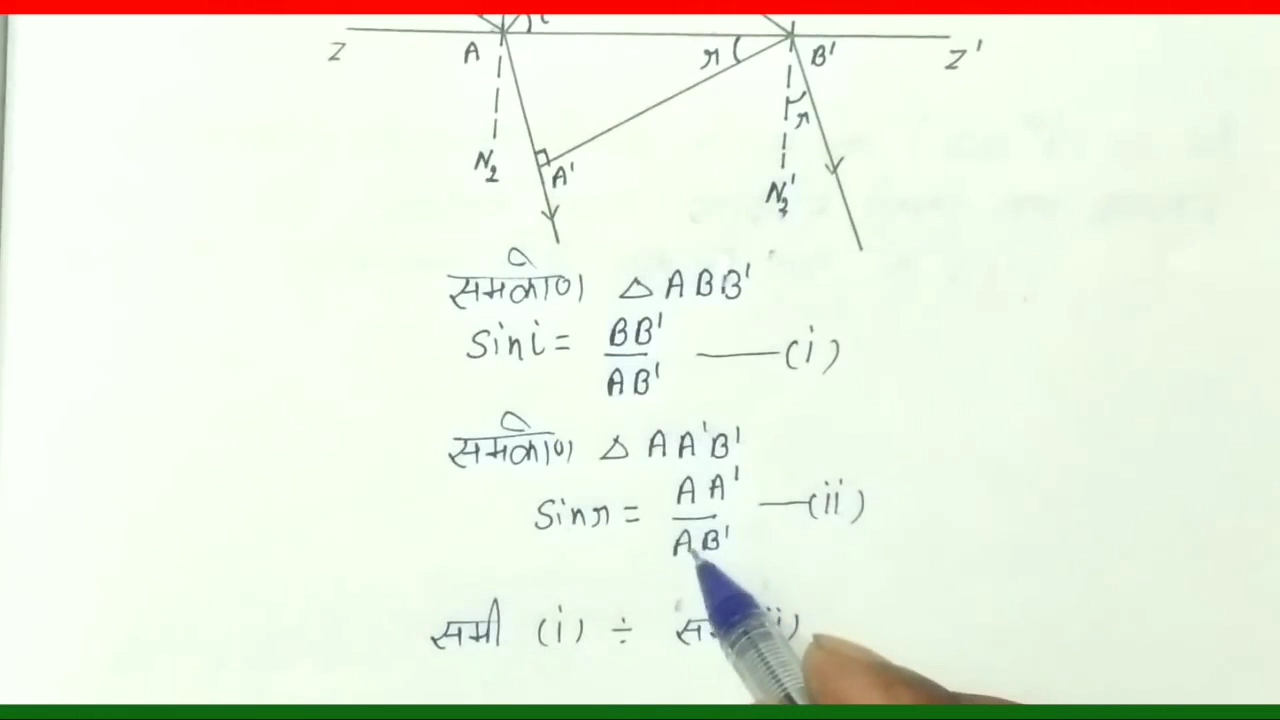 i
Z A r B' Z'
r
N₂ A' N₂'
समकोण △ABB'
Sin i = BB'/AB' —— (i)
समकोण △AA'B'
Sin r = AA'/AB' — (ii)
समी (i) ÷